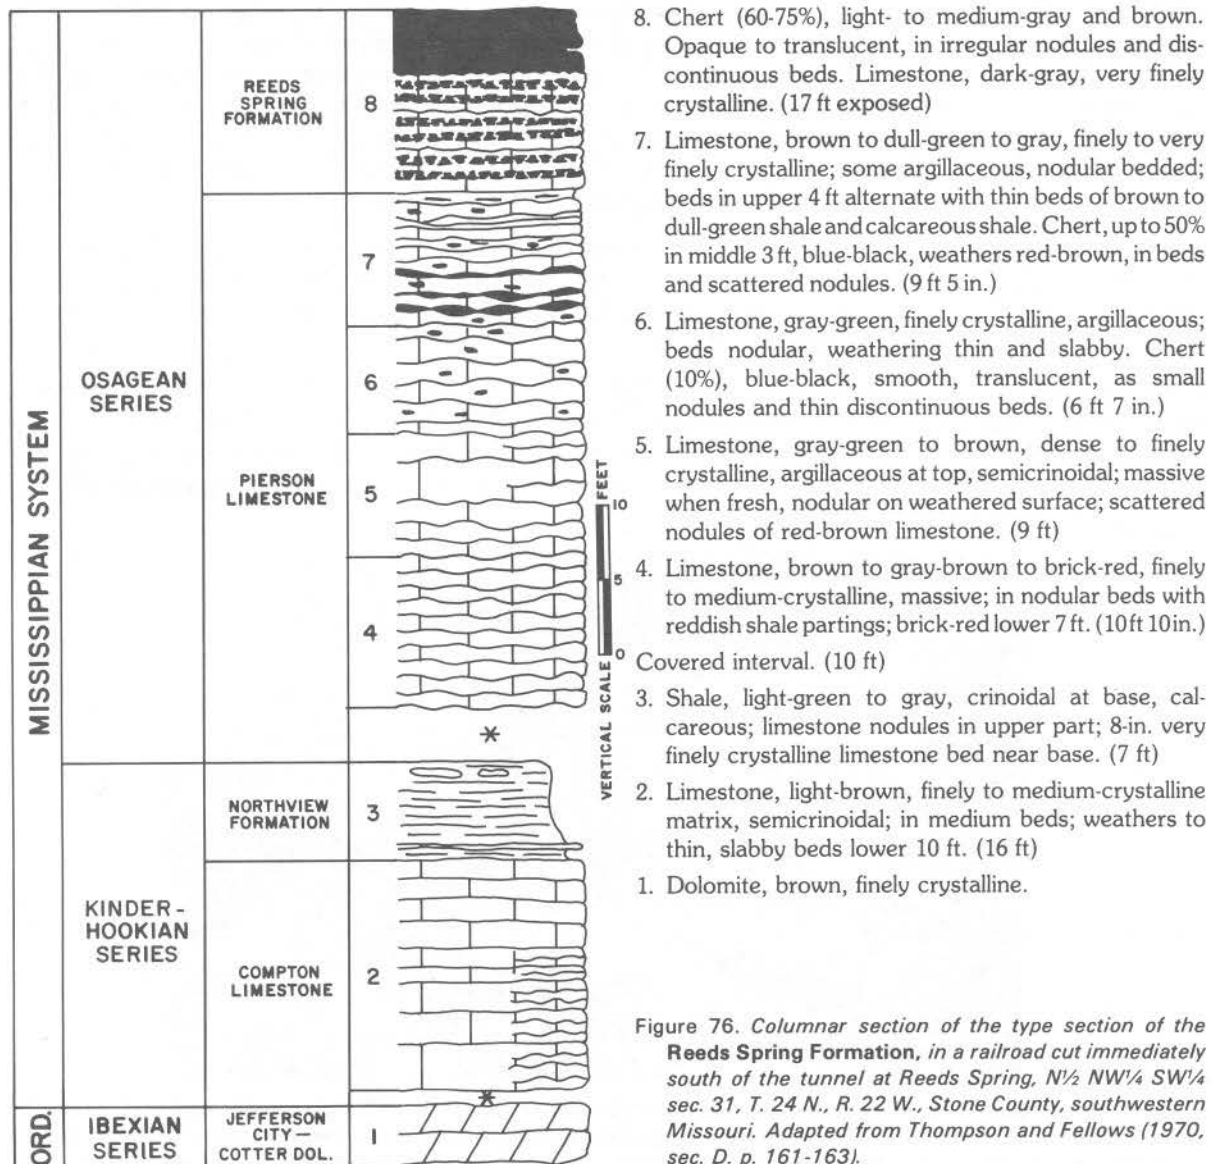 MISSISSIPPIAN SYSTEM
ORD.
OSAGEAN
SERIES
KINDER-
HOOKIAN
SERIES
IBEXIAN
SERIES
REEDS
SPRING
FORMATION
PIERSON
LIMESTONE
NORTHVIEW
FORMATION
COMPTON
LIMESTONE
JEFFERSON
CITY—
COTTER DOL.
8
7
6
5
4
3
2
1
*
*
VERTICAL SCALE
FEET
10
5
0
8. Chert (60-75%), light- to medium-gray and brown.
Opaque to translucent, in irregular nodules and dis-
continuous beds. Limestone, dark-gray, very finely
crystalline. (17 ft exposed)
7. Limestone, brown to dull-green to gray, finely to very
finely crystalline; some argillaceous, nodular bedded;
beds in upper 4 ft alternate with thin beds of brown to
dull-green shale and calcareous shale. Chert, up to 50%
in middle 3 ft, blue-black, weathers red-brown, in beds
and scattered nodules. (9 ft 5 in.)
6. Limestone, gray-green, finely crystalline, argillaceous;
beds nodular, weathering thin and slabby. Chert
(10%), blue-black, smooth, translucent, as small
nodules and thin discontinuous beds. (6 ft 7 in.)
5. Limestone, gray-green to brown, dense to finely
crystalline, argillaceous at top, semicrinoidal; massive
when fresh, nodular on weathered surface; scattered
nodules of red-brown limestone. (9 ft)
4. Limestone, brown to gray-brown to brick-red, finely
to medium-crystalline, massive; in nodular beds with
reddish shale partings; brick-red lower 7 ft. (10 ft 10 in.)
Covered interval. (10 ft)
3. Shale, light-green to gray, crinoidal at base, cal-
careous; limestone nodules in upper part; 8-in. very
finely crystalline limestone bed near base. (7 ft)
2. Limestone, light-brown, finely to medium-crystalline
matrix, semicrinoidal; in medium beds; weathers to
thin, slabby beds lower 10 ft. (16 ft)
1. Dolomite, brown, finely crystalline.
Figure 76. Columnar section of the type section of the
Reeds Spring Formation, in a railroad cut immediately
south of the tunnel at Reeds Spring, N½ NW¼ SW¼
sec. 31, T. 24 N., R. 22 W., Stone County, southwestern
Missouri. Adapted from Thompson and Fellows (1970,
sec. D, p. 161-163).